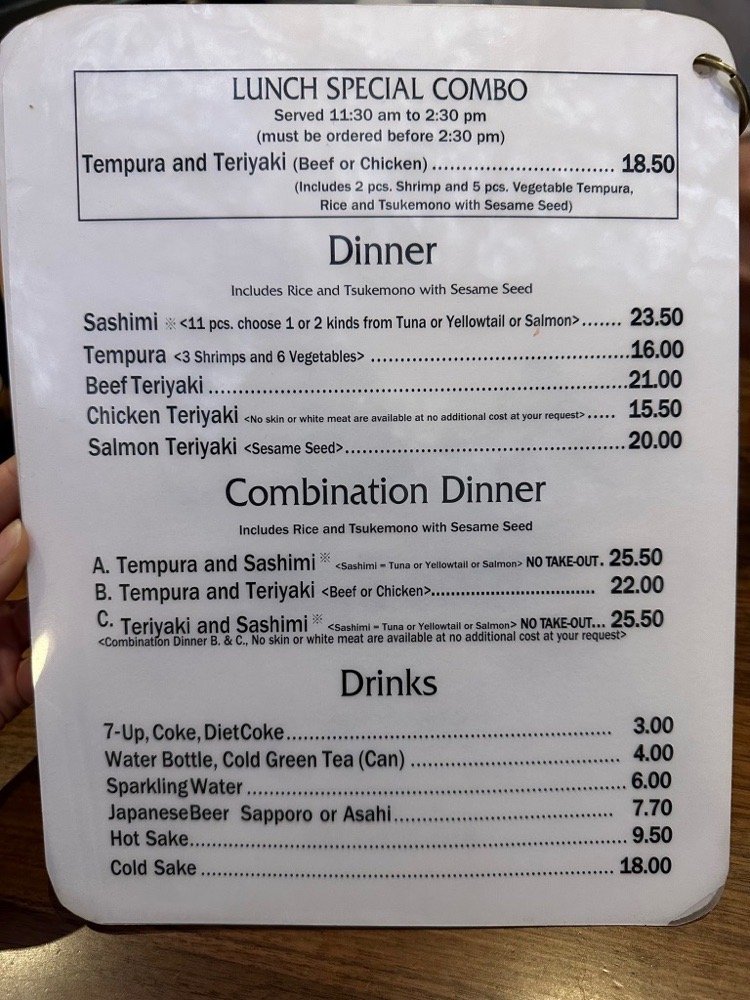 LUNCH SPECIAL COMBO
Served 11:30 am to 2:30 pm
(must be ordered before 2:30 pm)
Tempura and Teriyaki (Beef or Chicken) ................................ 18.50
(Includes 2 pcs. Shrimp and 5 pcs. Vegetable Tempura,
Rice and Tsukemono with Sesame Seed)
Dinner
Includes Rice and Tsukemono with Sesame Seed
Sashimi ※ <11 pcs. choose 1 or 2 kinds from Tuna or Yellowtail or Salmon>....... 23.50
Tempura <3 Shrimps and 6 Vegetables> .............................................16.00
Beef Teriyaki .........................................................................21.00
Chicken Teriyaki <No skin or white meat are available at no additional cost at your request>..... 15.50
Salmon Teriyaki <Sesame Seed>.................................................20.00
Combination Dinner
Includes Rice and Tsukemono with Sesame Seed
A. Tempura and Sashimi ※ <Sashimi = Tuna or Yellowtail or Salmon> NO TAKE-OUT. 25.50
B. Tempura and Teriyaki <Beef or Chicken>................................. 22.00
C. Teriyaki and Sashimi ※ <Sashimi = Tuna or Yellowtail or Salmon> NO TAKE-OUT... 25.50
<Combination Dinner B. & C., No skin or white meat are available at no additional cost at your request>
Drinks
7-Up, Coke, DietCoke......................................................... 3.00
Water Bottle, Cold Green Tea (Can) ..................................... 4.00
Sparkling Water ................................................................... 6.00
JapaneseBeer Sapporo or Asahi....................................... 7.70
Hot Sake............................................................................. 9.50
Cold Sake ......................................................................... 18.00